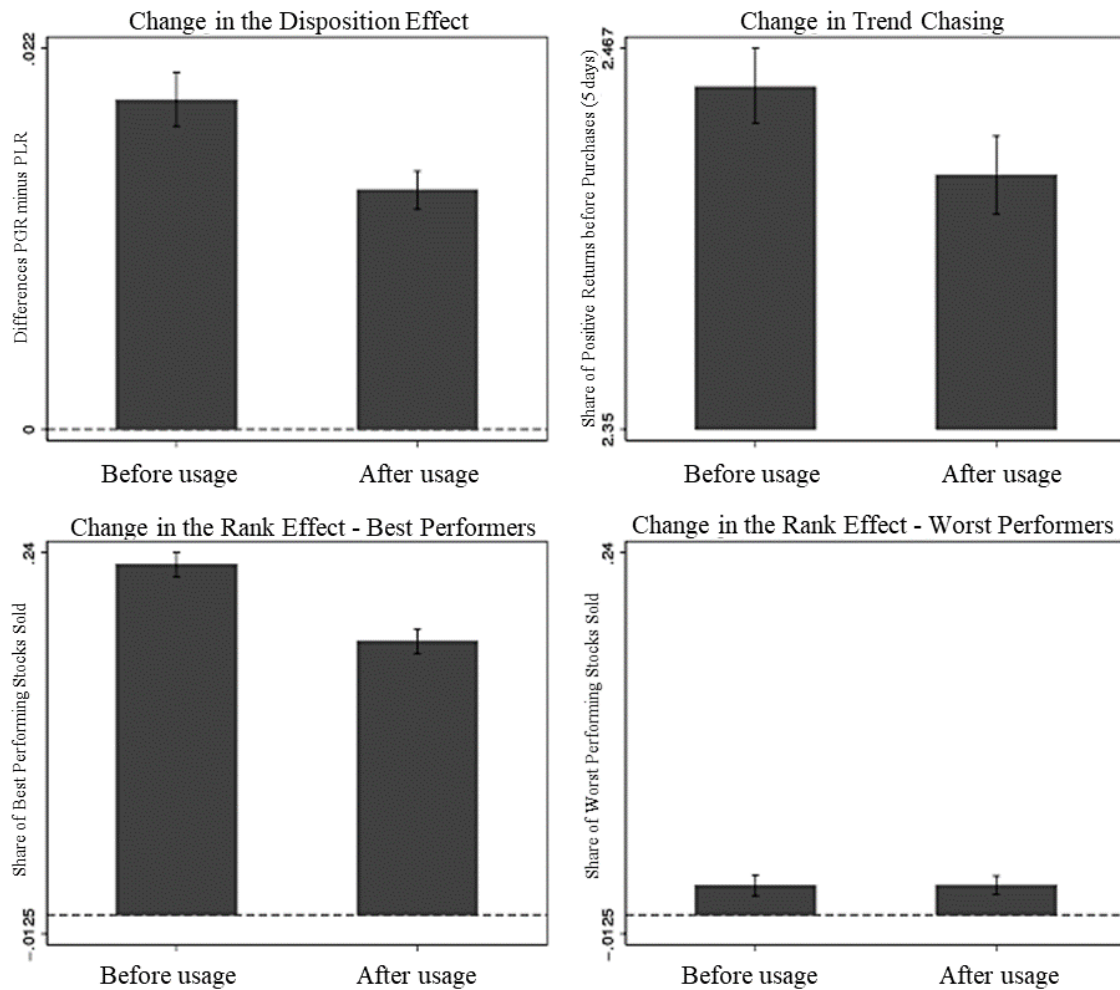 Change in the Disposition Effect
.022
Differences PGR minus PLR
0
Before usage
After usage
Change in Trend Chasing
2.467
Share of Positive Returns before Purchases (5 days)
2.35
Before usage
After usage
Change in the Rank Effect - Best Performers
.24
Share of Best Performing Stocks Sold
-.0125
Before usage
After usage
Change in the Rank Effect - Worst Performers
.24
Share of Worst Performing Stocks Sold
-.0125
Before usage
After usage